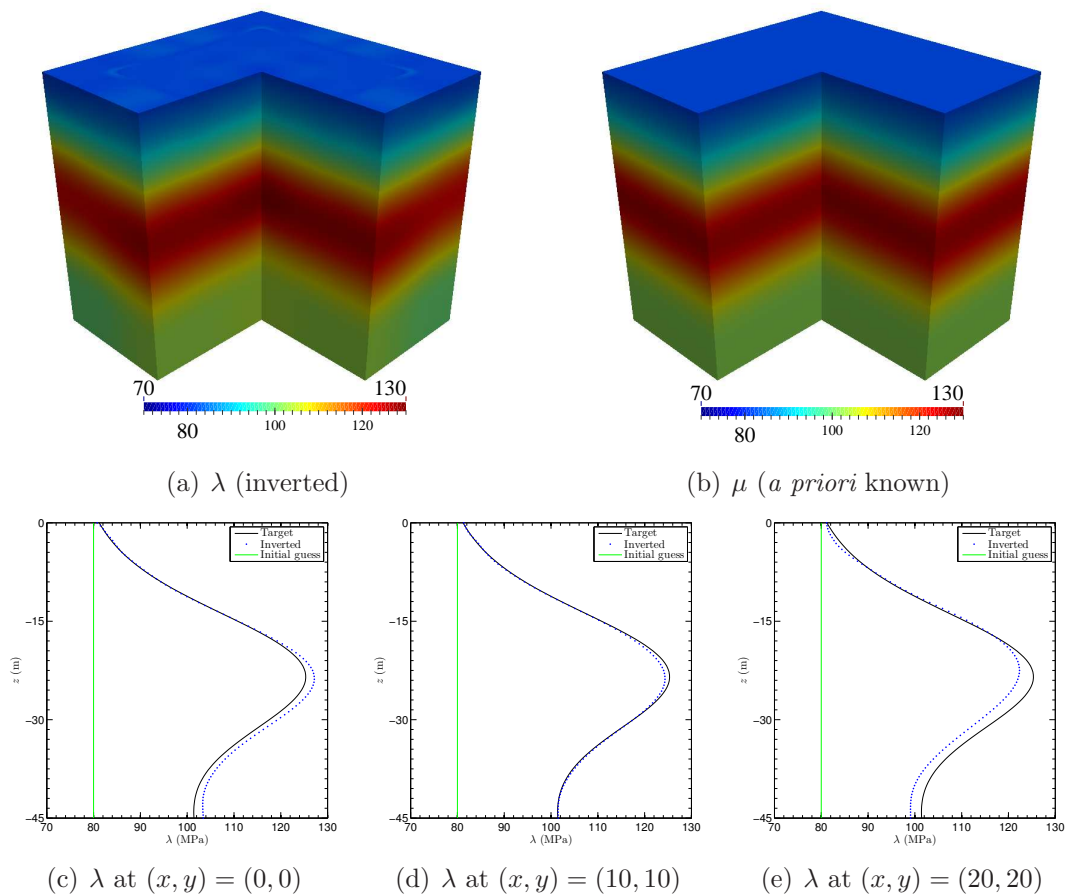 70 130
80 100 120
70 130
80 100 120
(a) λ (inverted)
(b) μ (a priori known)
Target
Inverted
Initial guess
0
−15
−30
−45
z (m)
70 80 90 100 110 120 130
λ (MPa)
Target
Inverted
Initial guess
0
−15
−30
−45
z (m)
70 80 90 100 110 120 130
λ (MPa)
Target
Inverted
Initial guess
0
−15
−30
−45
z (m)
70 80 90 100 110 120 130
λ (MPa)
(c) λ at (x, y) = (0, 0)
(d) λ at (x, y) = (10, 10)
(e) λ at (x, y) = (20, 20)